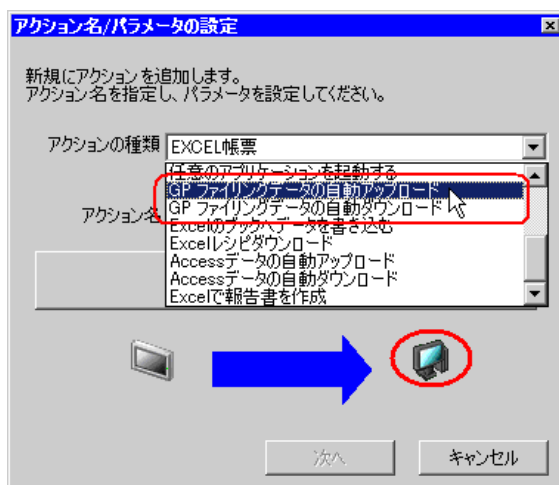 アクション名/パラメータの設定
新規にアクションを追加します。
アクション名を指定し、パラメータを設定してください。
アクションの種類 EXCEL帳票
任意のアプリケーションを起動する
GP ファイリングデータの自動アップロード
GP ファイリングデータの自動ダウンロード
アクション名
Excelのブックへデータを書き込む
Excelレシピダウンロード
Accessデータの自動アップロード
Accessデータの自動ダウンロード
Excelで報告書を作成
次へ キャンセル